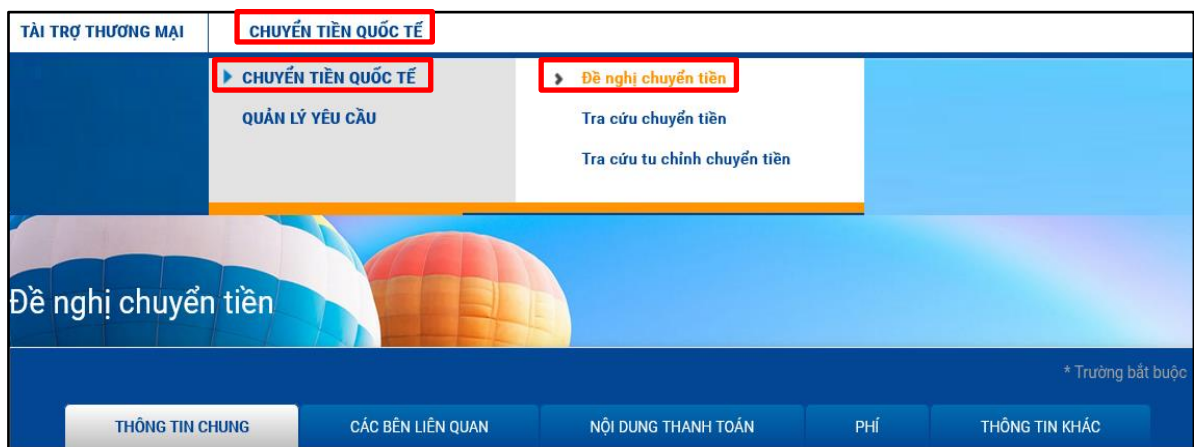 TÀI TRỢ THƯƠNG MẠI CHUYỂN TIỀN QUỐC TẾ
CHUYỂN TIỀN QUỐC TẾ Đề nghị chuyển tiền
QUẢN LÝ YÊU CẦU Tra cứu chuyển tiền
Tra cứu tu chỉnh chuyển tiền
Đề nghị chuyển tiền
* Trường bắt buộc
THÔNG TIN CHUNG CÁC BÊN LIÊN QUAN NỘI DUNG THANH TOÁN PHÍ THÔNG TIN KHÁC